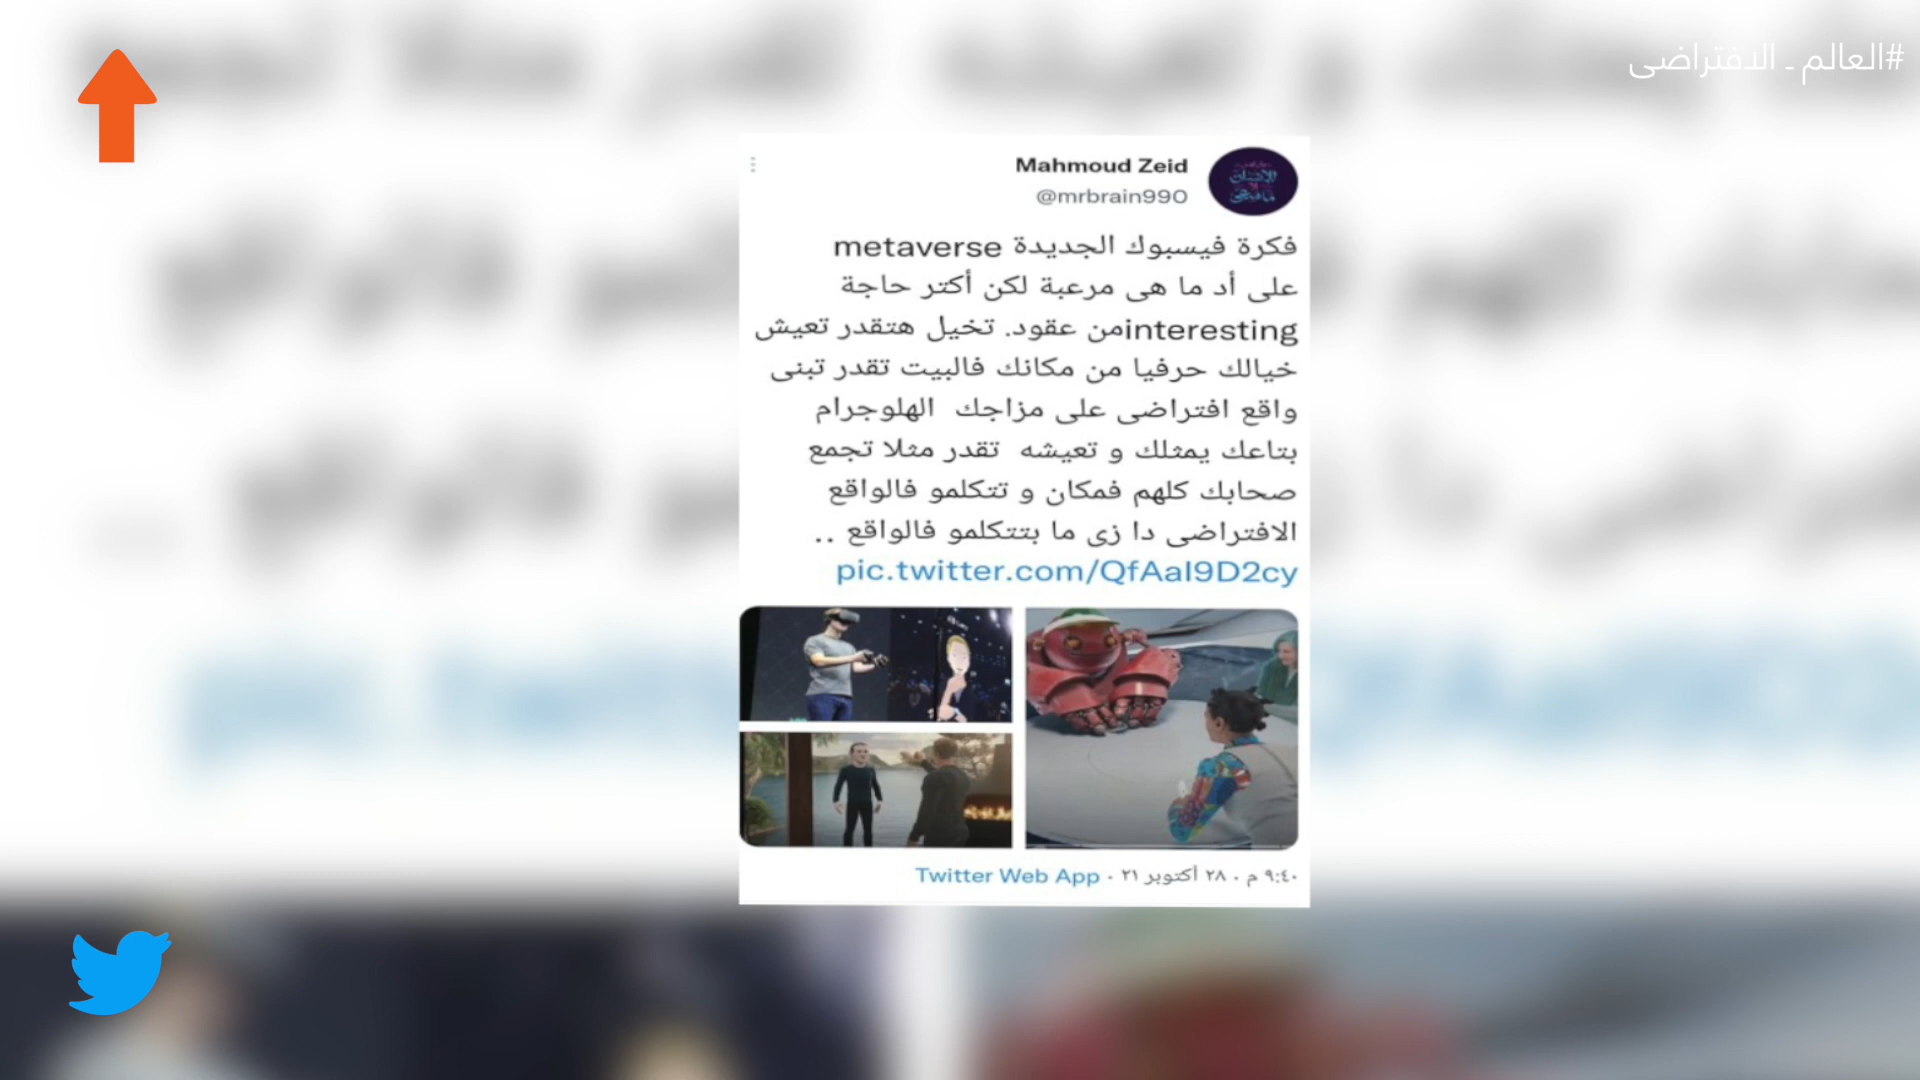 #العالم ـ الافتراضى
Mahmoud Zeid
@mrbrain990
فكرة فيسبوك الجديدة metaverse
على أد ما هى مرعبة لكن أكتر حاجة
interestingمن عقود. تخيل هتقدر تعيش
خيالك حرفيا من مكانك فالبيت تقدر تبنى
واقع افتراضى على مزاجك الهلوجرام
بتاعك يمثلك و تعيشه تقدر مثلا تجمع
صحابك كلهم فمكان و تتكلمو فالواقع
الافتراضى دا زى ما بتتكلمو فالواقع ..
pic.twitter.com/QfAaI9D2cy
٩:٤٠ م · ٢٨ أكتوبر ٢١ · Twitter Web App